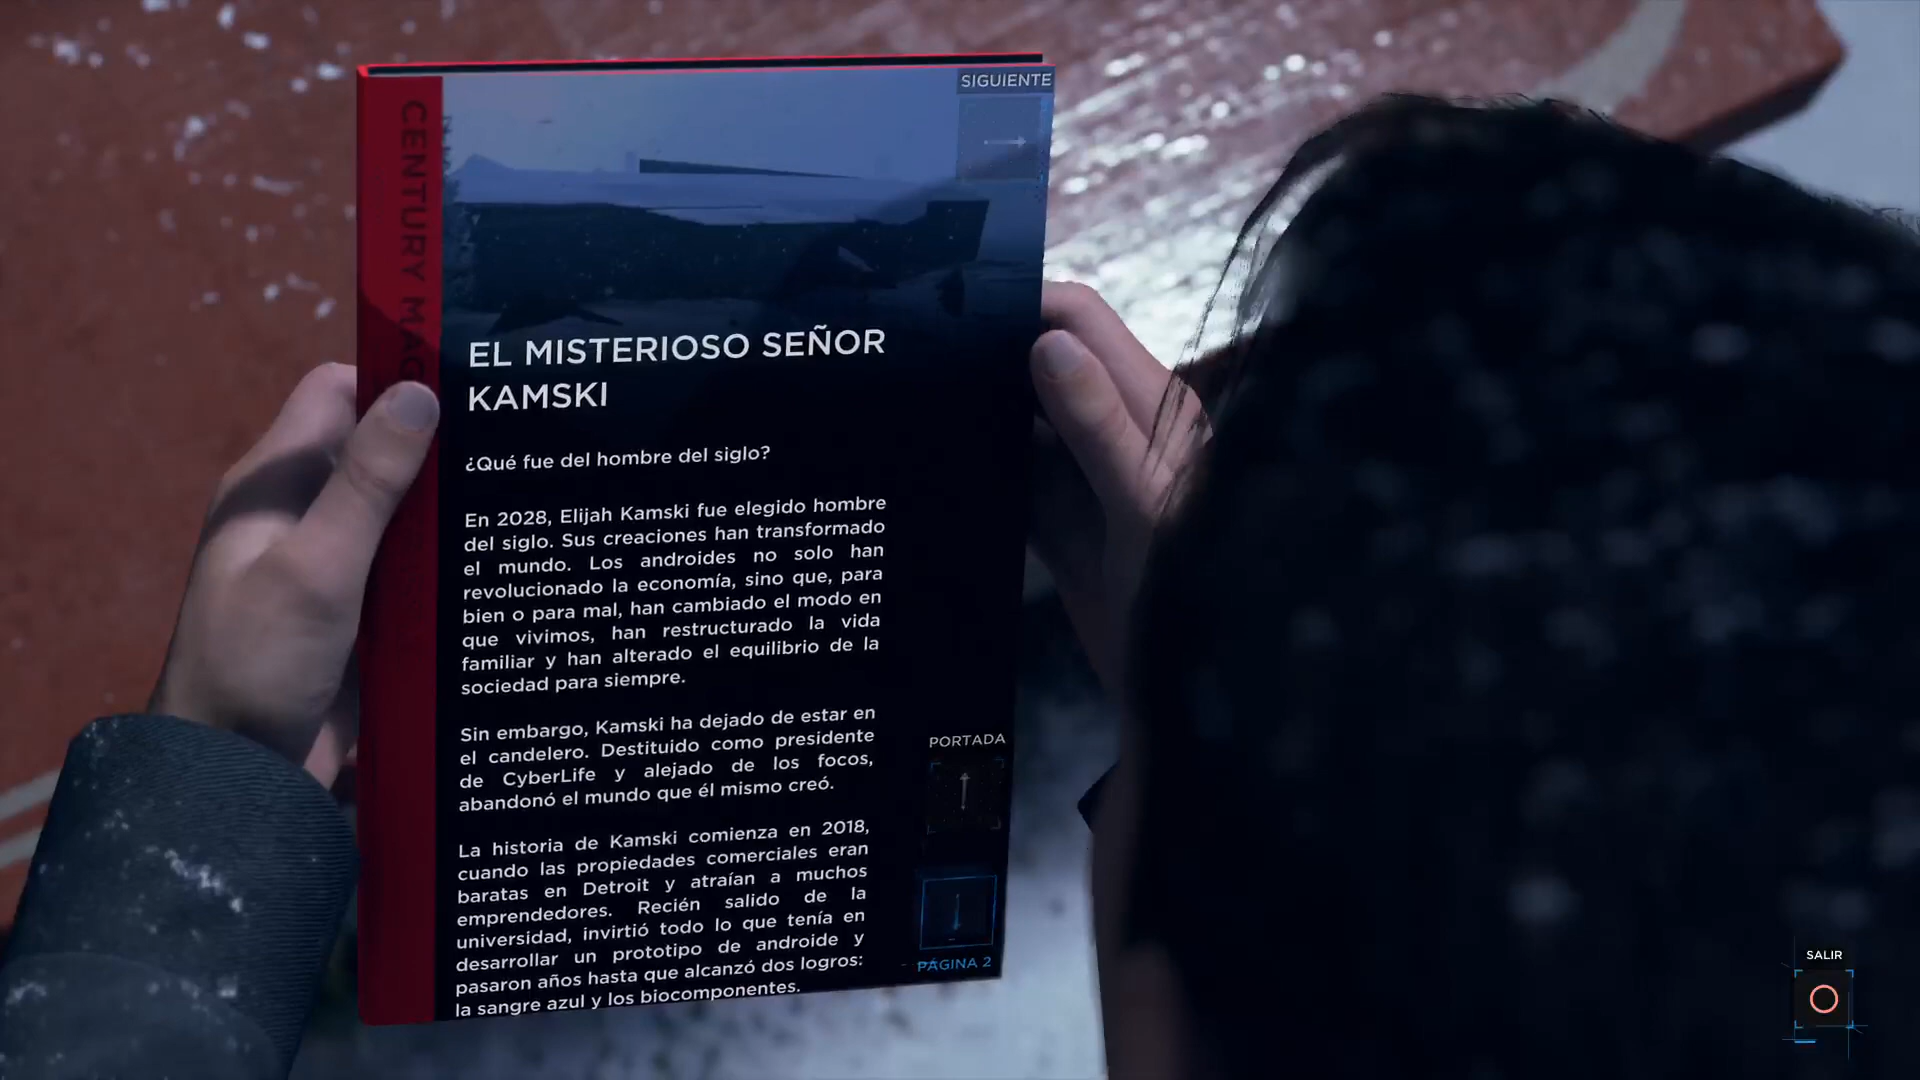 CENTURY MAG
SIGUIENTE
EL MISTERIOSO SEÑOR
KAMSKI
¿Qué fue del hombre del siglo?
En 2028, Elijah Kamski fue elegido hombre
del siglo. Sus creaciones han transformado
el mundo. Los androides no solo han
revolucionado la economía, sino que, para
bien o para mal, han cambiado el modo en
que vivimos, han restructurado la vida
familiar y han alterado el equilibrio de la
sociedad para siempre.
Sin embargo, Kamski ha dejado de estar en
el candelero. Destituido como presidente
de CyberLife y alejado de los focos,
abandonó el mundo que él mismo creó.
La historia de Kamski comienza en 2018,
cuando las propiedades comerciales eran
baratas en Detroit y atraían a muchos
emprendedores. Recién salido de la
universidad, invirtió todo lo que tenía en
desarrollar un prototipo de androide y
pasaron años hasta que alcanzó dos logros:
la sangre azul y los biocomponentes.
PORTADA
PÁGINA 2
SALIR